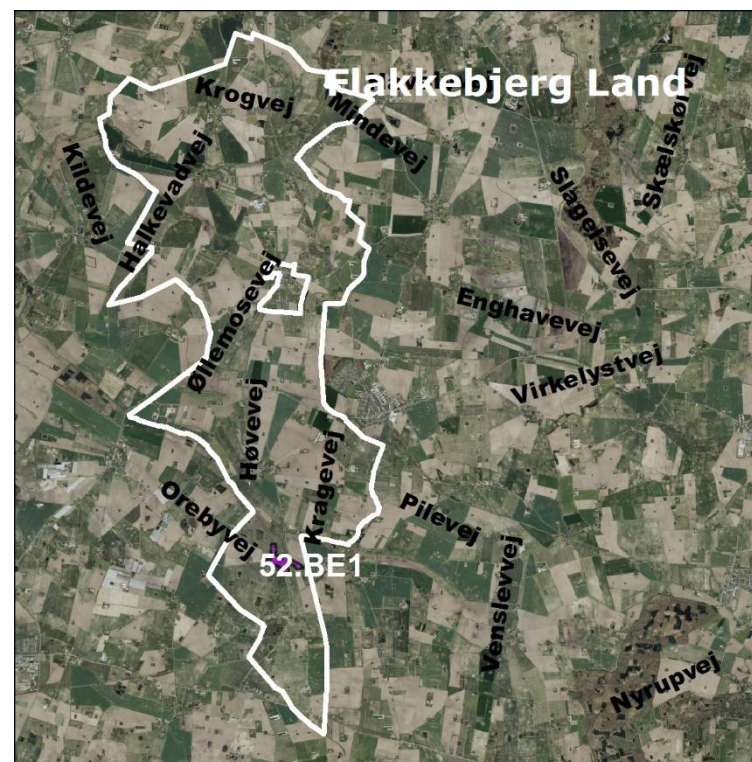 Flakkebjerg Land
Krogvej
Mindevej
Skælskørvej
Kildevej
Halkevadvej
Slagelsevej
Øllemosevej
Enghavevej
Virkelystvej
Høvevej
Kragevej
Orebyvej
Pilevej
52.BE1
Venslevvej
Nyrupvej